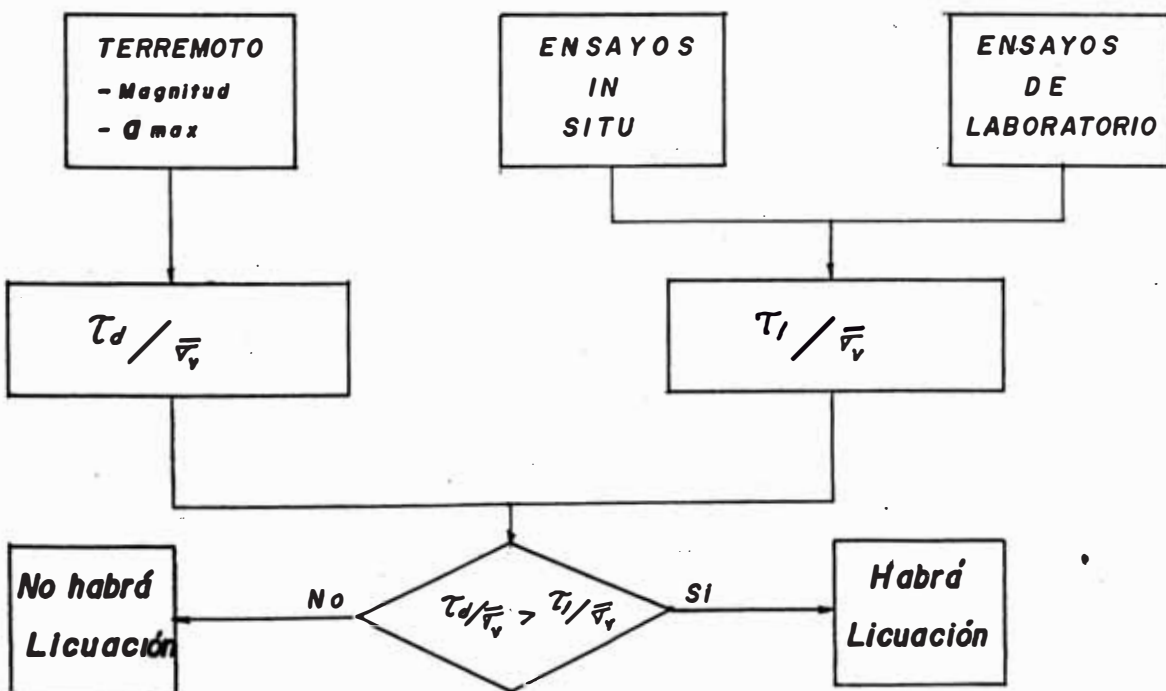 TERREMOTO
- Magnitud
- a max
ENSAYOS
IN
SITU
ENSAYOS
DE
LABORATORIO
τd / σ̅v
τl / σ̅v
No habrá
Licuación
No
τd/σ̅v > τl/σ̅v
Si
Habrá
Licuación